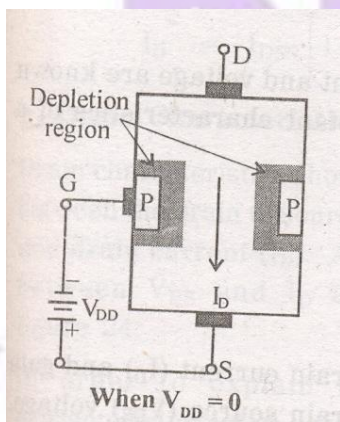 D
Depletion
region
G
P
P
I_D
V_DD
+
S
When V_DD = 0